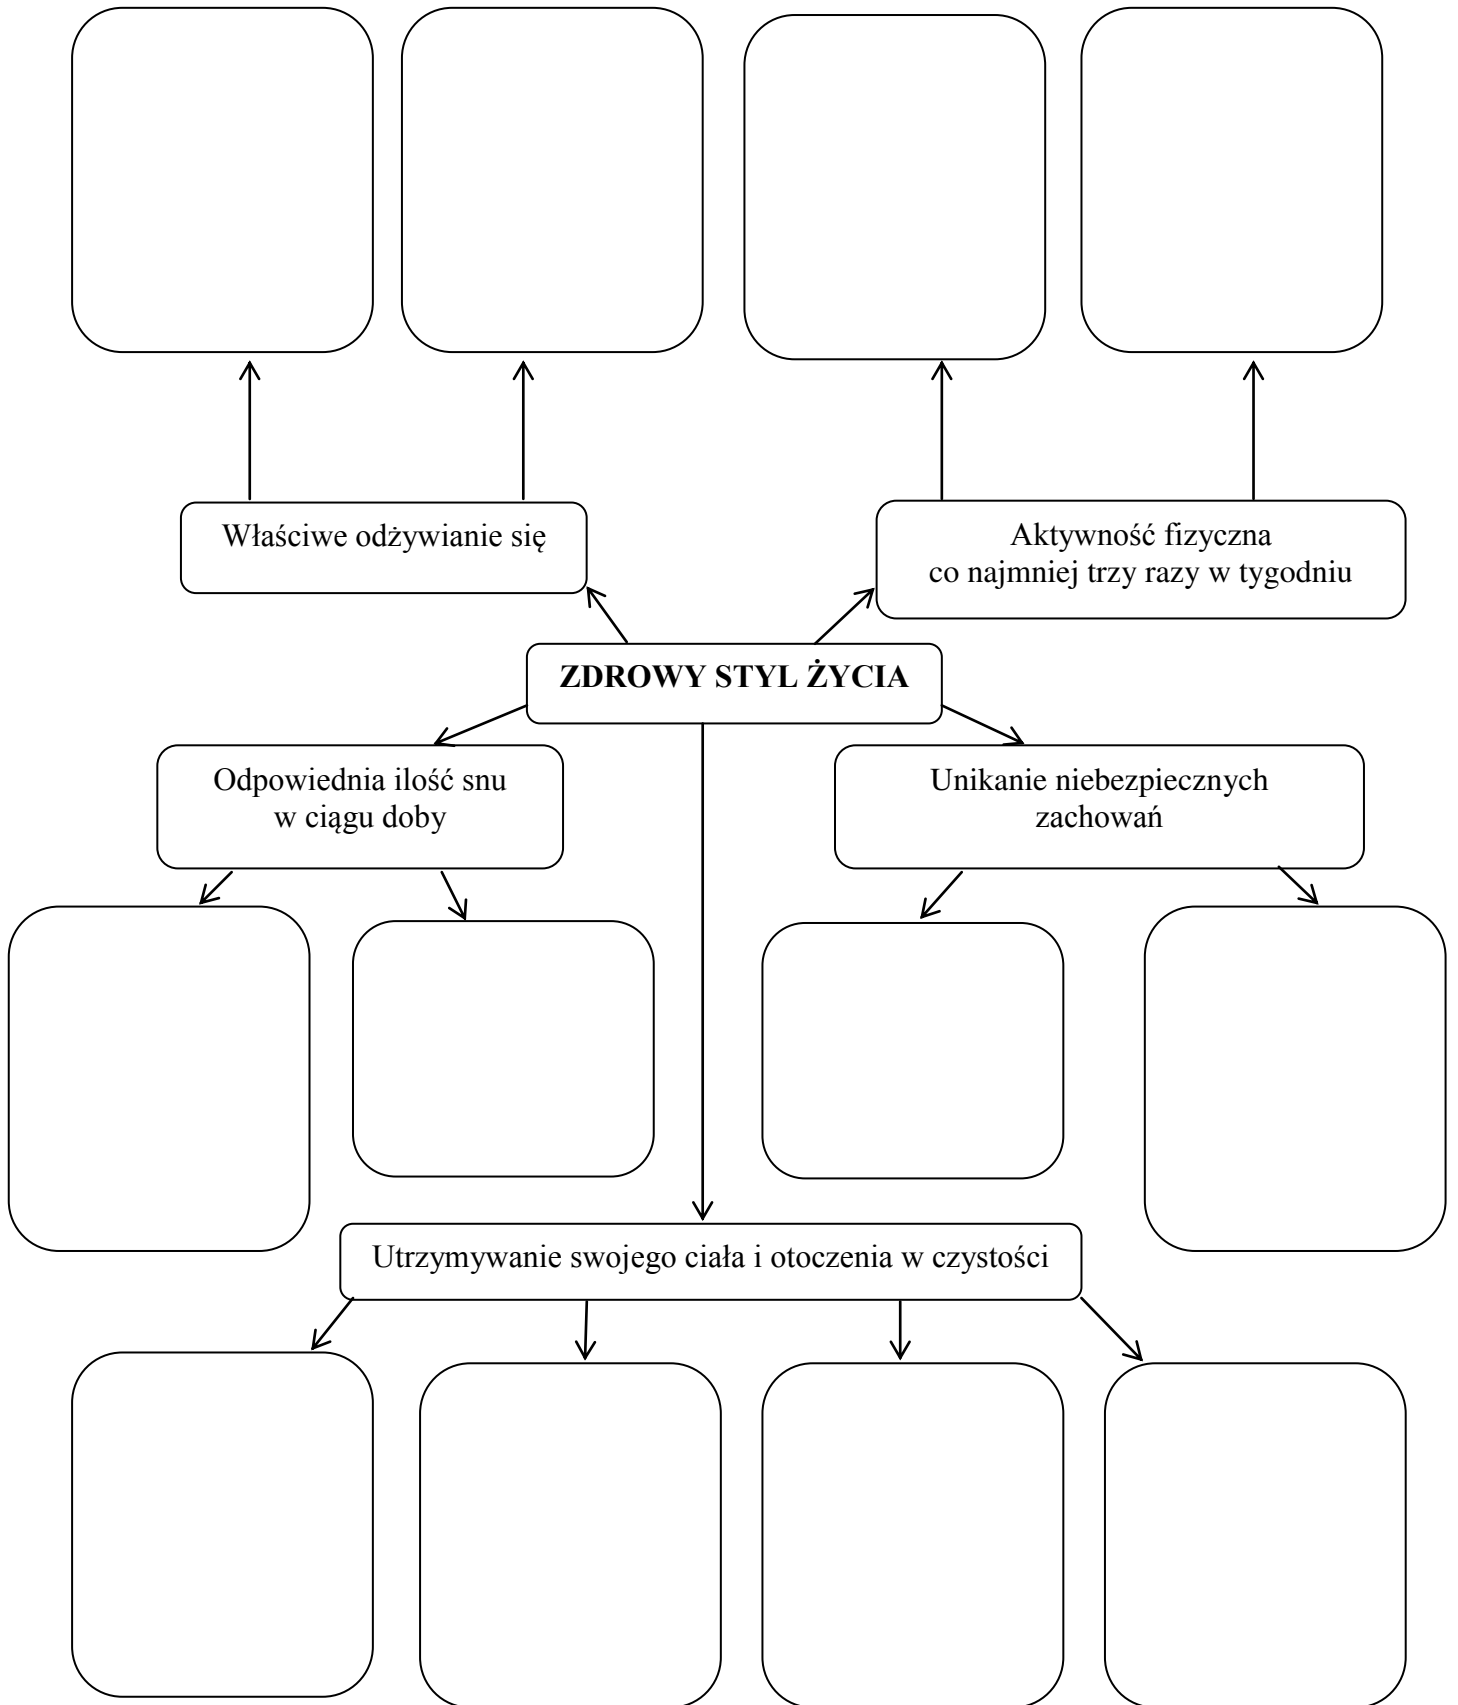 Właściwe odżywianie się
Aktywność fizyczna
co najmniej trzy razy w tygodniu
ZDROWY STYL ŻYCIA
Odpowiednia ilość snu
w ciągu doby
Unikanie niebezpiecznych
zachowań
Utrzymywanie swojego ciała i otoczenia w czystości